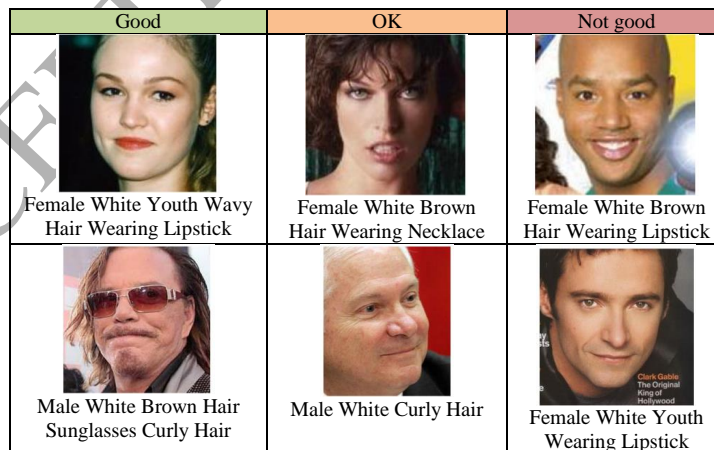 Good
OK
Not good
Female White Youth Wavy
Hair Wearing Lipstick
Female White Brown
Hair Wearing Necklace
Female White Brown
Hair Wearing Lipstick
Male White Brown Hair
Sunglasses Curly Hair
Male White Curly Hair
Clark Gable
The Original
King of
Hollywood
Female White Youth
Wearing Lipstick